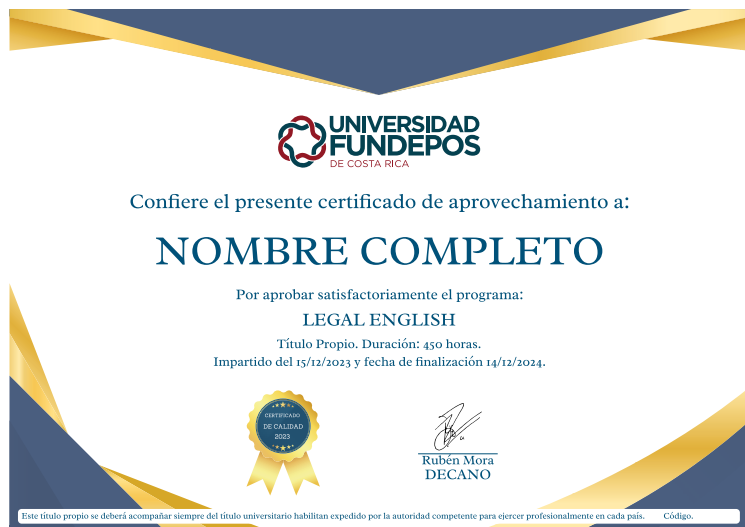 UNIVERSIDAD
FUNDEPOS
DE COSTA RICA
Confiere el presente certificado de aprovechamiento a:
NOMBRE COMPLETO
Por aprobar satisfactoriamente el programa:
LEGAL ENGLISH
Título Propio. Duración: 450 horas.
Impartido del 15/12/2023 y fecha de finalización 14/12/2024.
CERTIFICADO
DE CALIDAD
2023
Rubén Mora
DECANO
Este título propio se deberá acompañar siempre del título universitario habilitan expedido por la autoridad competente para ejercer profesionalmente en cada país. Código.